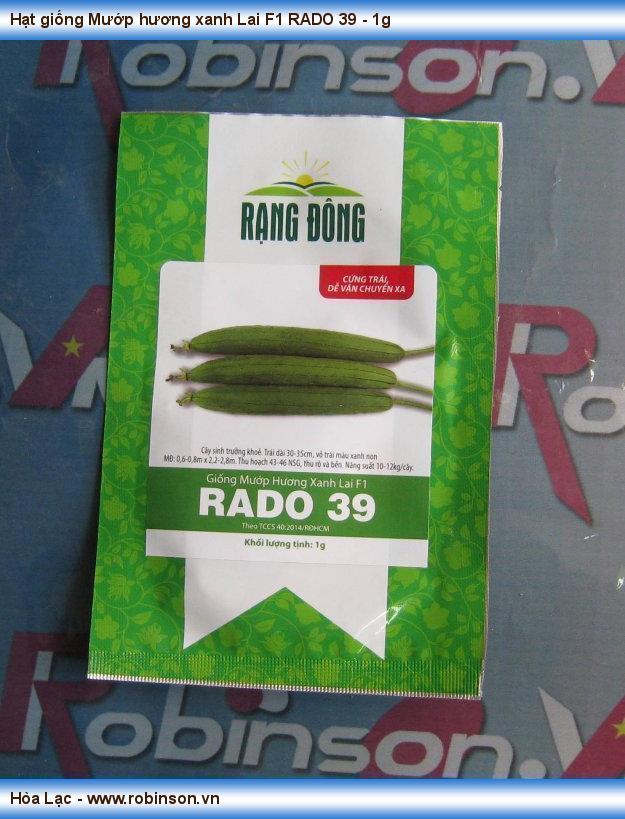 Hạt giống Mướp hương xanh Lai F1 RADO 39 - 1g
Robinson.V
RẠNG ĐÔNG
CỨNG TRÁI,
DỄ VẬN CHUYỂN XA
Cây sinh trưởng khoẻ. Trái dài 30-35cm, vỏ trái màu xanh non
MĐ: 0,6-0,8m x 2,2-2,8m. Thu hoạch 43-46 NSG, thu rộ và bền. Năng suất 10-12kg/cây.
Giống Mướp Hương Xanh Lai F1
RADO 39
Theo TCCS 40:2014/RĐHCM
Khối lượng tịnh: 1g
Ro
Robinson.V
Hòa Lạc - www.robinson.vn